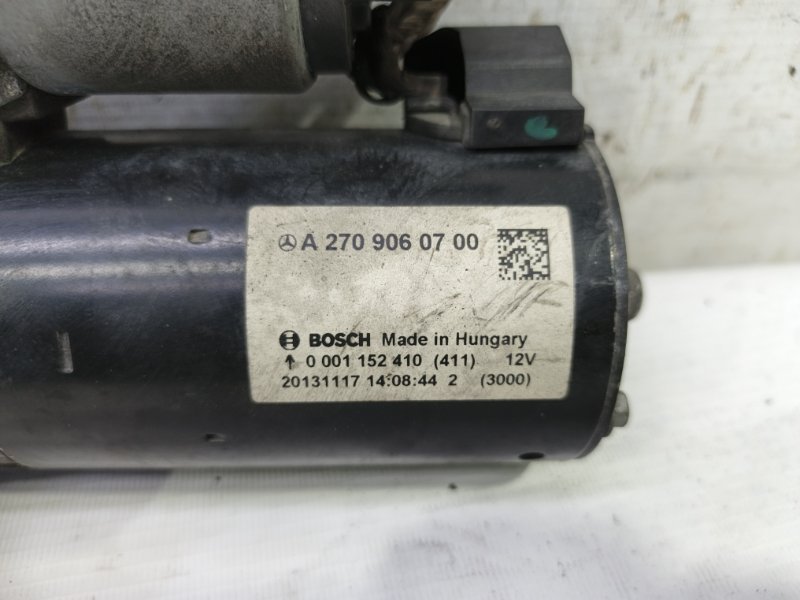 A 270 906 07 00
BOSCH Made in Hungary
0 001 152 410 (411) 12V
20131117 14:08:44 2 (3000)